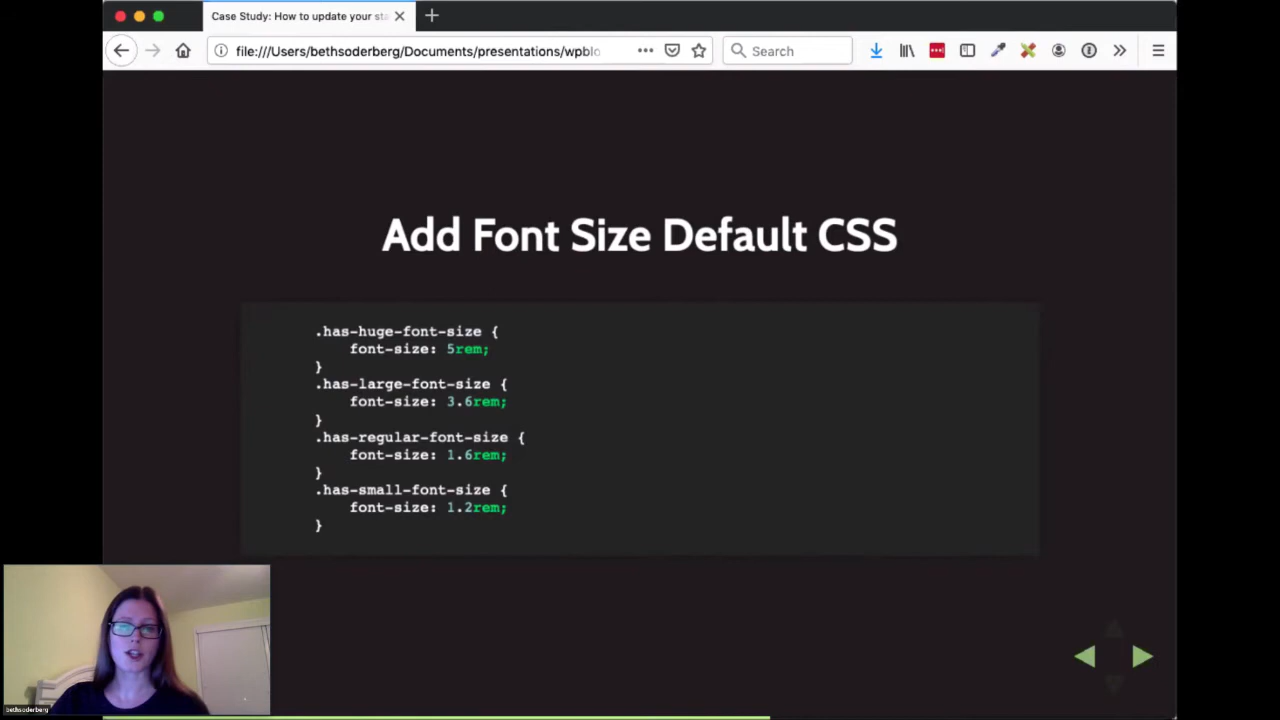 Case Study: How to update your sta
file:///Users/bethsoderberg/Documents/presentations/wpblo
Search
Add Font Size Default CSS
.has-huge-font-size {
font-size: 5rem;
}
.has-large-font-size {
font-size: 3.6rem;
}
.has-regular-font-size {
font-size: 1.6rem;
}
.has-small-font-size {
font-size: 1.2rem;
}
bethsoderberg